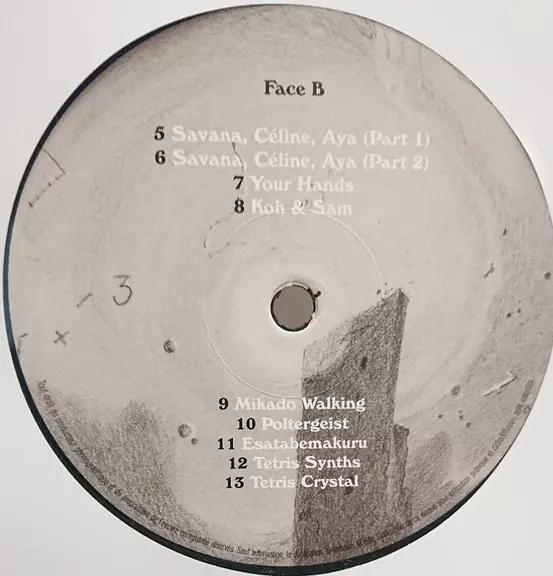 Face B
5 Savana, Céline, Aya (Part 1)
6 Savana, Céline, Aya (Part 2)
7 Your Hands
8 Koh & Sam
3
9 Mikado Walking
10 Poltergeist
11 Esatabemakuru
12 Tetris Synths
13 Tetris Crystal